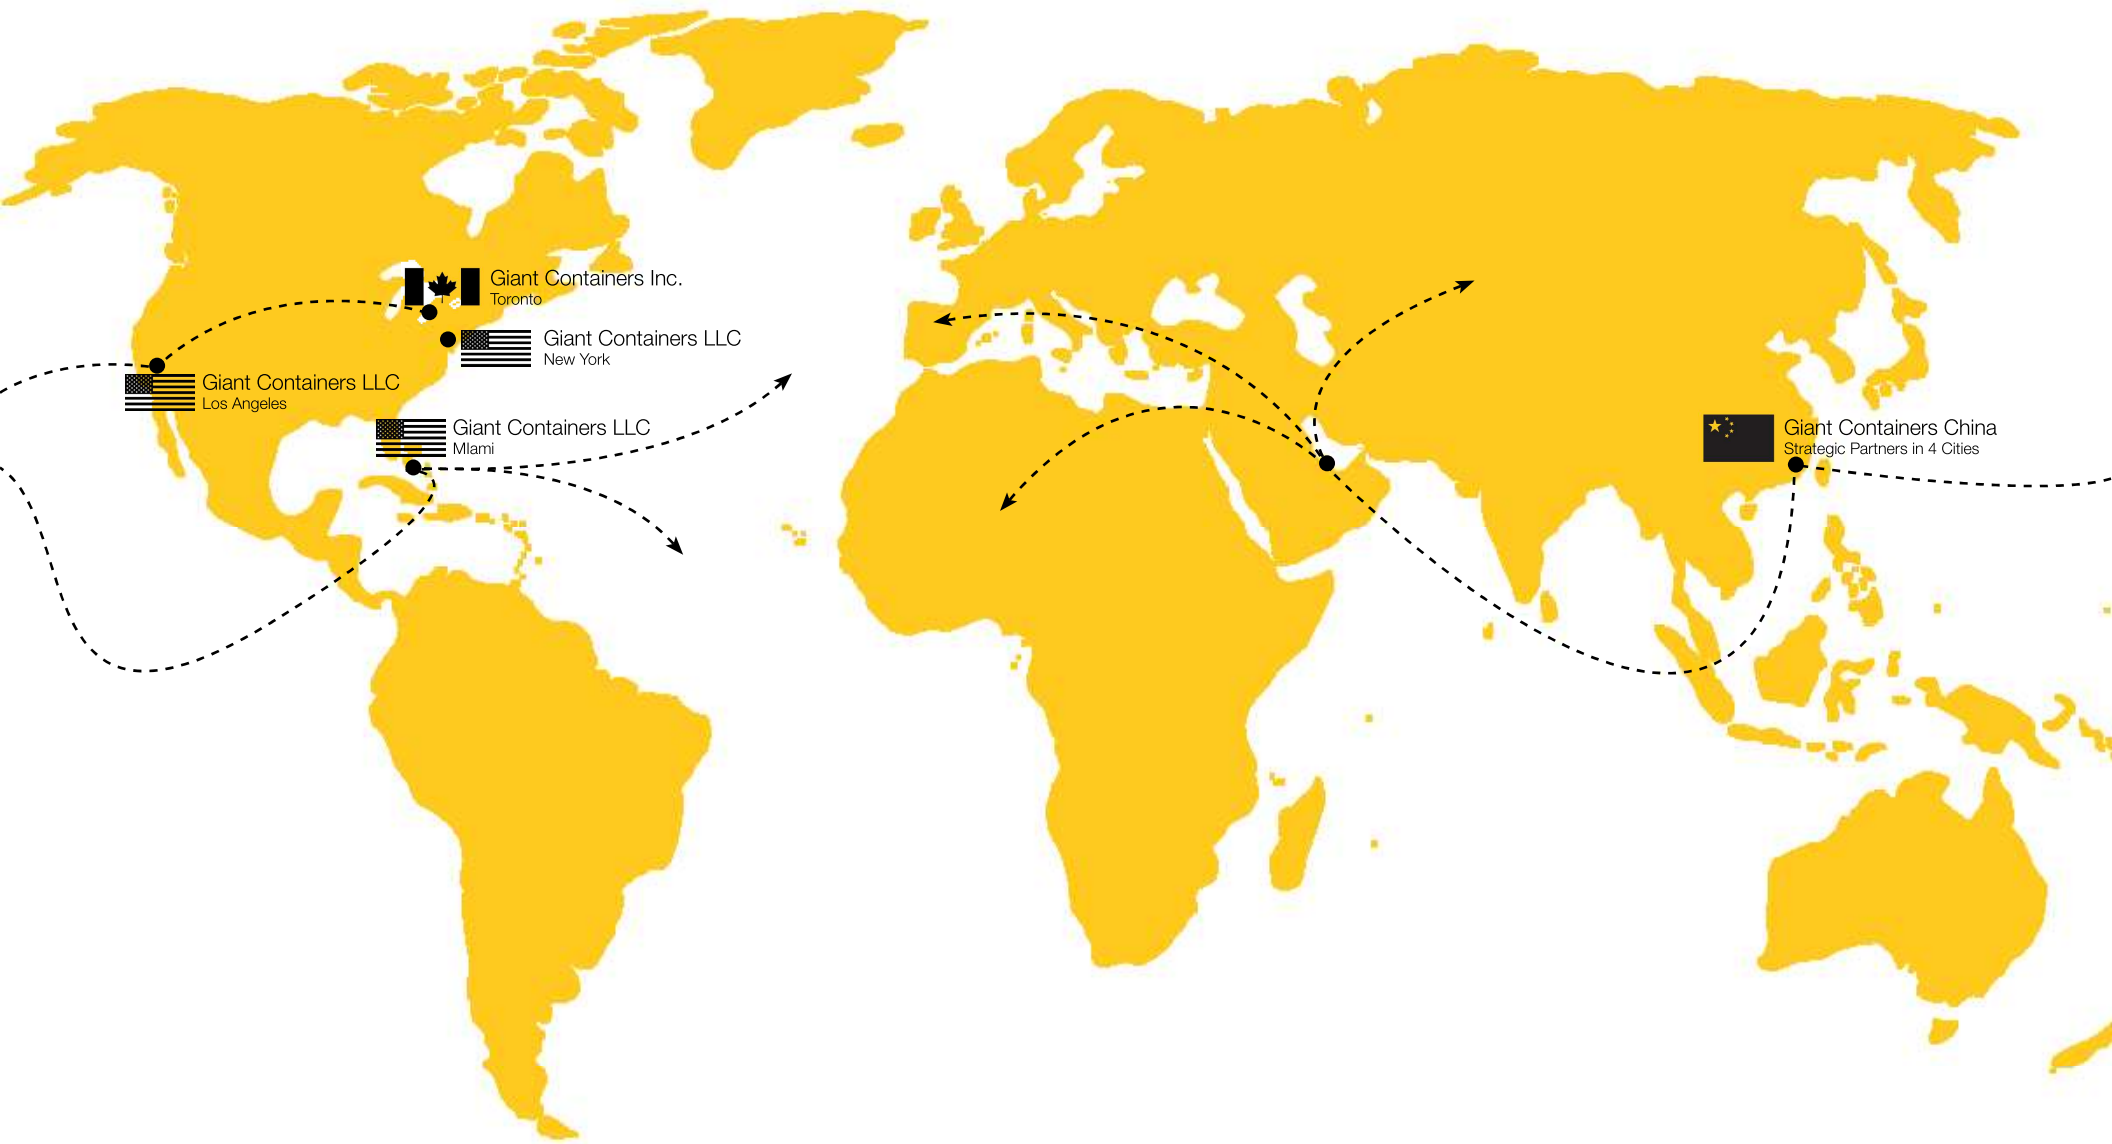 Giant Containers Inc.
Toronto
Giant Containers LLC
New York
Giant Containers LLC
Los Angeles
Giant Containers LLC
MIami
Giant Containers China
Strategic Partners in 4 Cities